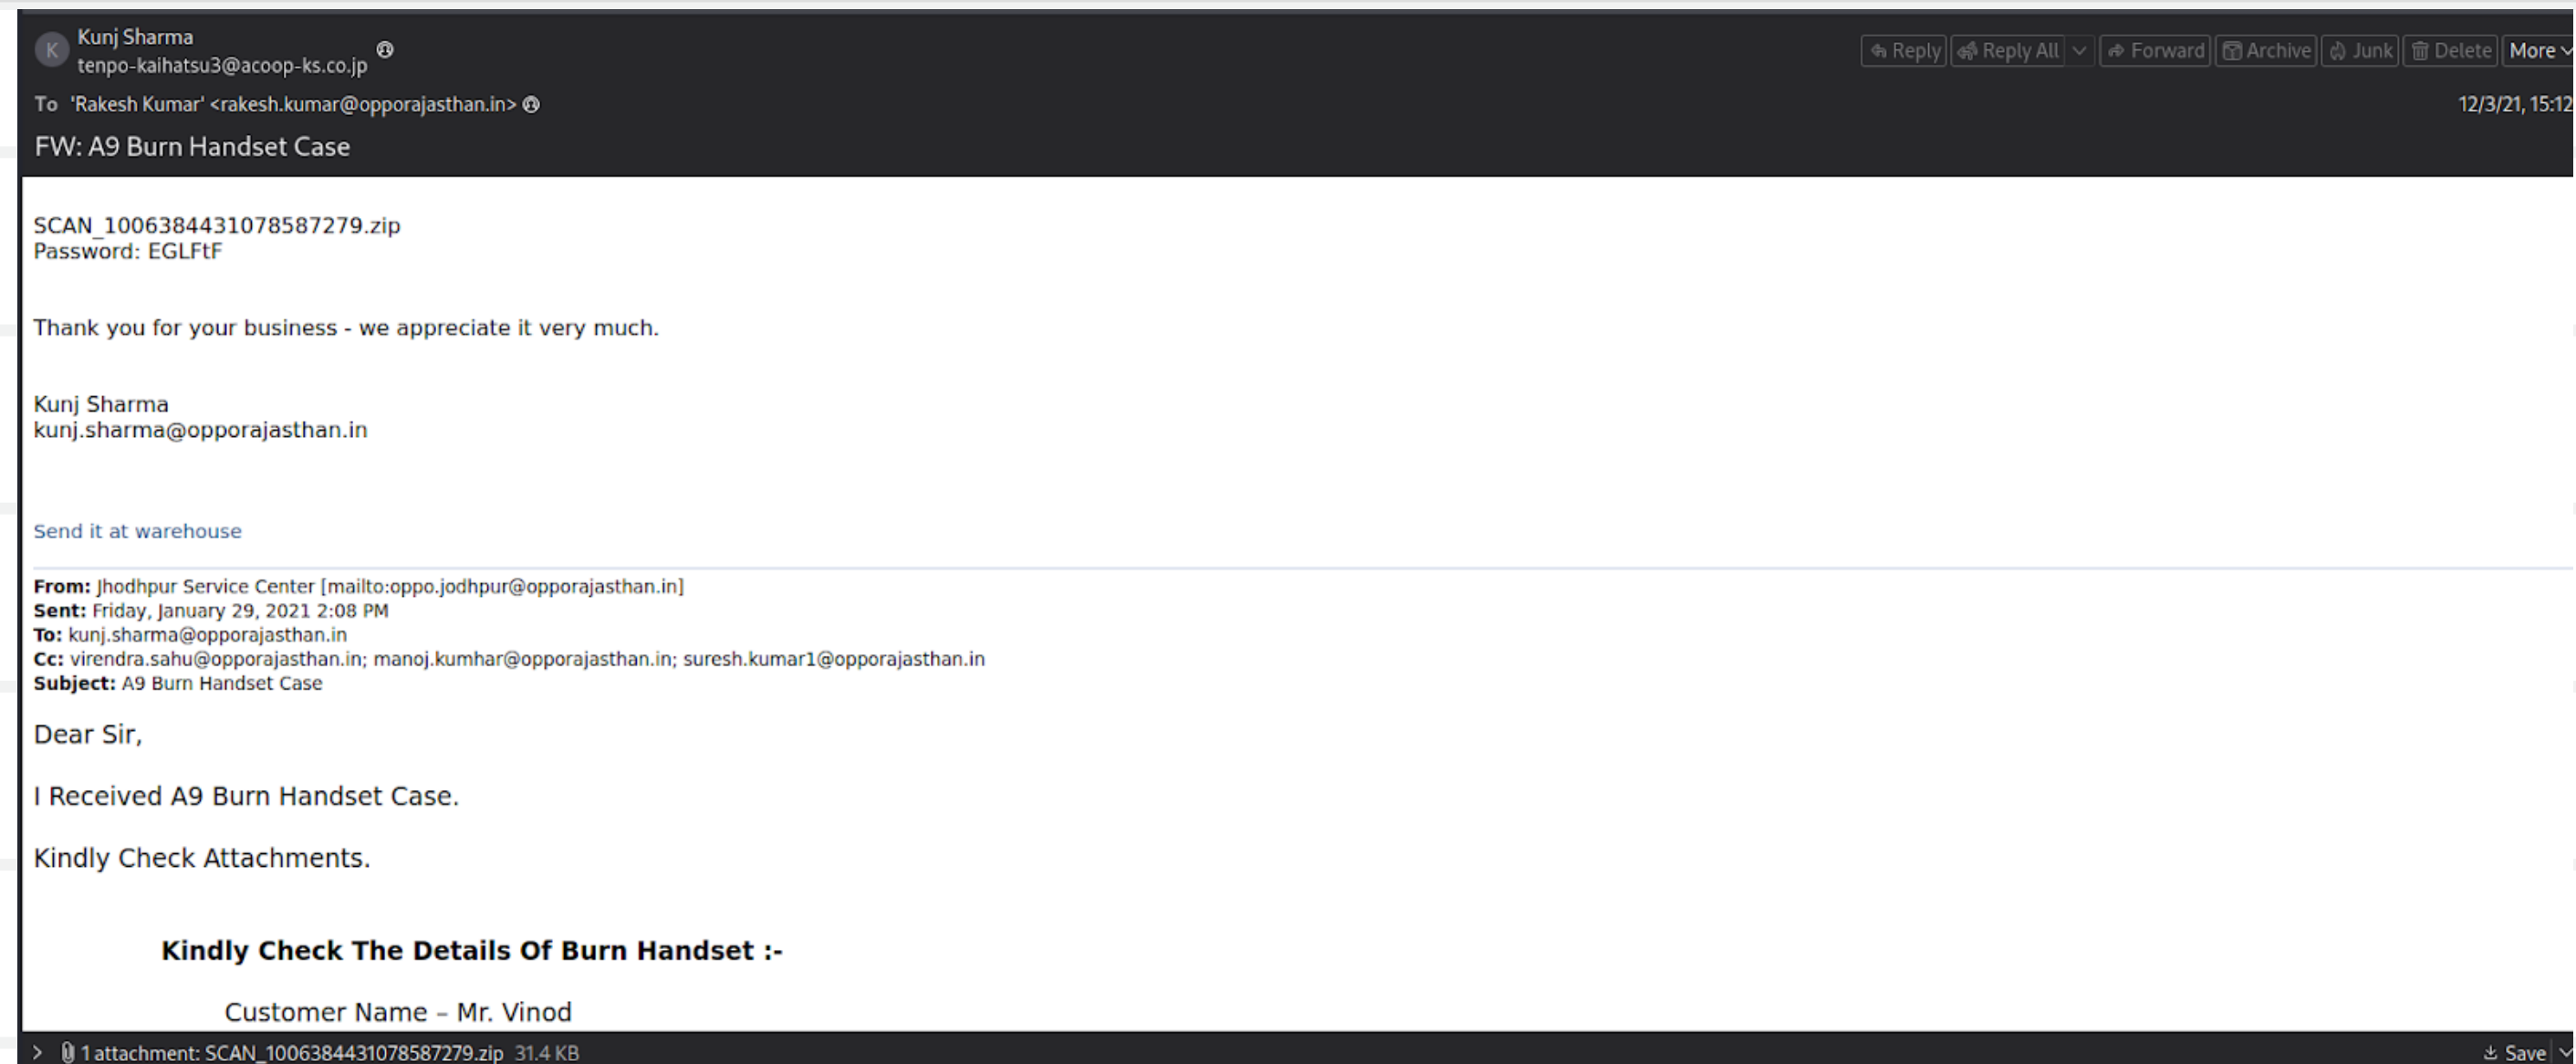 K
Kunj Sharma
tenpo-kaihatsu3@acoop-ks.co.jp
Reply
Reply All
Forward
Archive
Junk
Delete
More
To 'Rakesh Kumar' <rakesh.kumar@opporajasthan.in>
12/3/21, 15:12
FW: A9 Burn Handset Case
SCAN_1006384431078587279.zip
Password: EGLFtF
Thank you for your business - we appreciate it very much.
Kunj Sharma
kunj.sharma@opporajasthan.in
Send it at warehouse
From: Jhodhpur Service Center [mailto:oppo.jodhpur@opporajasthan.in]
Sent: Friday, January 29, 2021 2:08 PM
To: kunj.sharma@opporajasthan.in
Cc: virendra.sahu@opporajasthan.in; manoj.kumhar@opporajasthan.in; suresh.kumar1@opporajasthan.in
Subject: A9 Burn Handset Case
Dear Sir,
I Received A9 Burn Handset Case.
Kindly Check Attachments.
Kindly Check The Details Of Burn Handset :-
Customer Name – Mr. Vinod
1 attachment: SCAN_1006384431078587279.zip 31.4 KB
Save